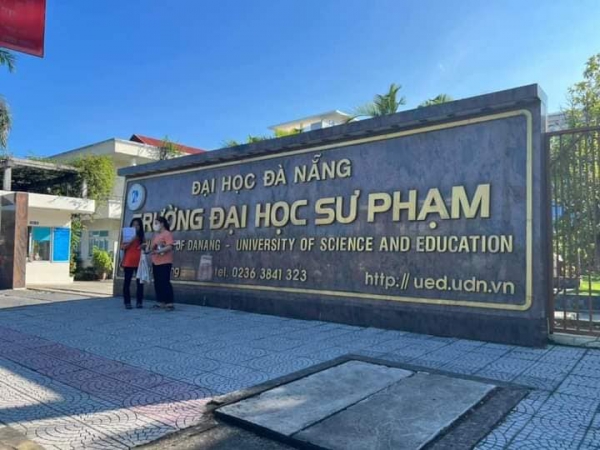 ĐẠI HỌC ĐÀ NẴNG
TRƯỜNG ĐẠI HỌC SƯ PHẠM
OF DANANG - UNIVERSITY OF SCIENCE AND EDUCATION
tel. 0236 3841 323
http://ued.udn.vn